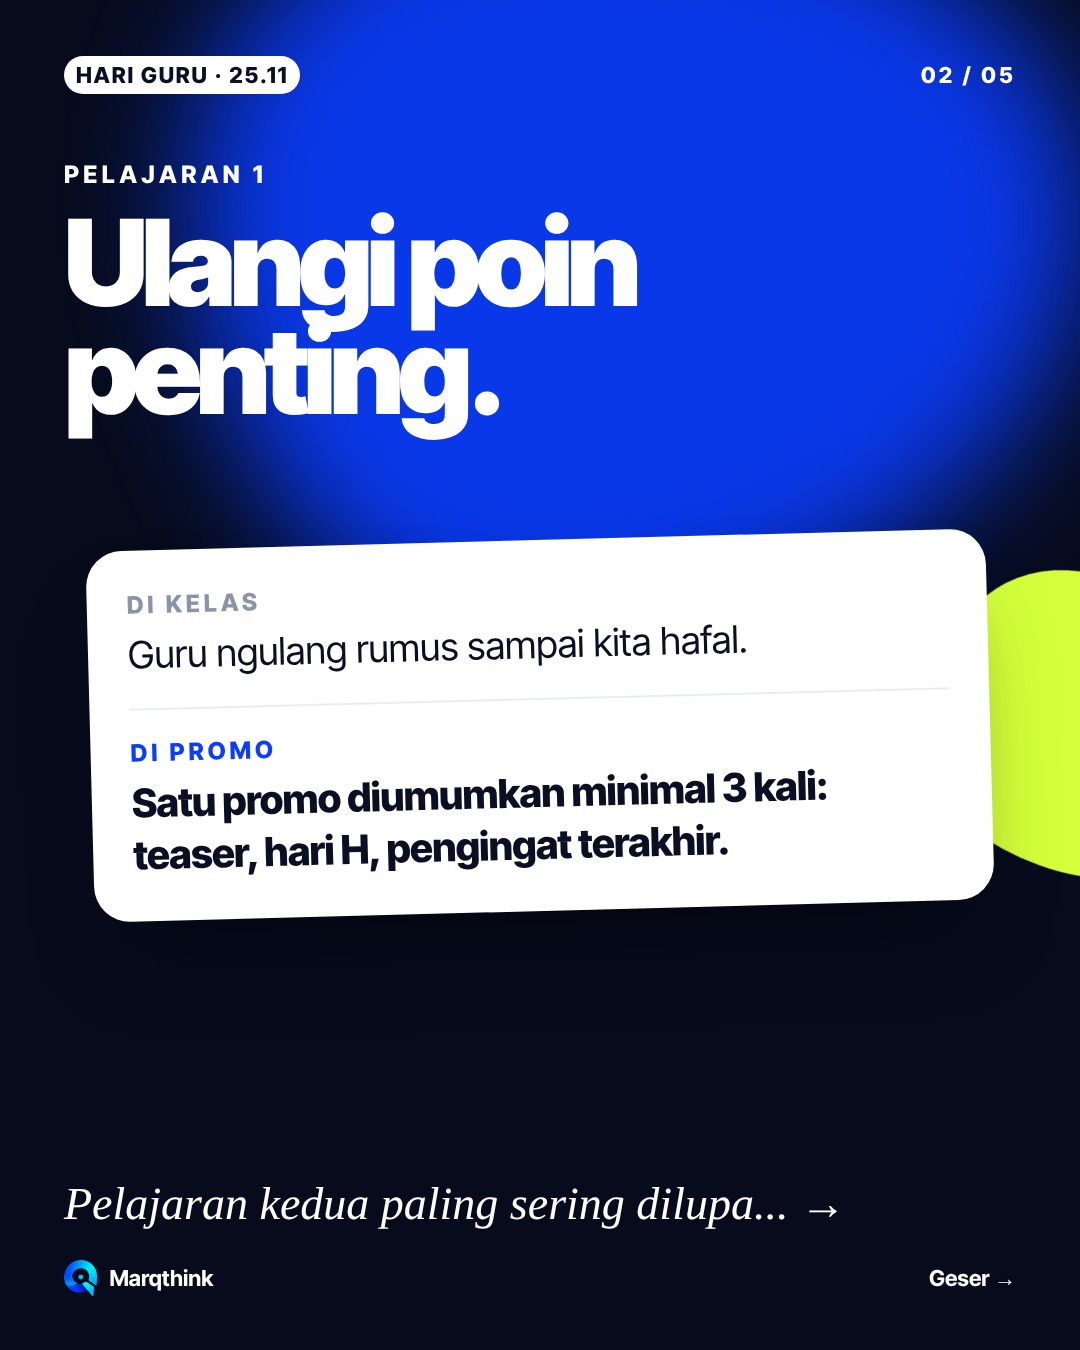 HARI GURU · 25.11
02 / 05
PELAJARAN 1
Ulangi poin
penting.
DI KELAS
Guru ngulang rumus sampai kita hafal.
DI PROMO
Satu promo diumumkan minimal 3 kali:
teaser, hari H, pengingat terakhir.
Pelajaran kedua paling sering dilupa... →
Marqthink
Geser →